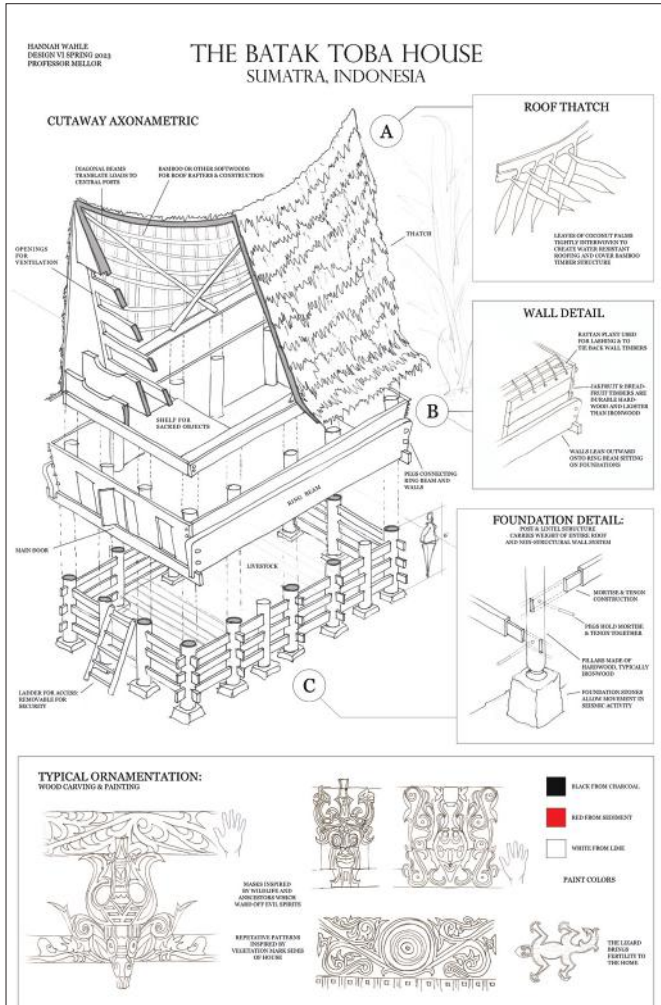 HANNAH WAHLE
DESIGN VI SPRING 2023
PROFESSOR MELLOR
THE BATAK TOBA HOUSE
SUMATRA, INDONESIA
CUTAWAY AXONOMETRIC
DIAGONAL BEAMS
TRANSLATE LOADS TO
CENTRAL POSTS
BAMBOO OR OTHER SOFTWOODS
FOR ROOF RAFTERS & CONSTRUCTION
OPENINGS
FOR
VENTILATION
THATCH
SHELF FOR
SACRED OBJECTS
PEGS CONNECTING
RING BEAM AND
WALLS
RING BEAM
MAIN DOOR
LIVESTOCK
6'
LADDER FOR ACCESS:
REMOVABLE FOR
SECURITY
A
ROOF THATCH
LEAVES OF COCONUT PALMS
TIGHTLY INTERWOVEN TO
CREATE WATER RESISTANT
ROOFING AND COVER BAMBOO
TIMBER STRUCTURE
B
WALL DETAIL
RATTAN PLANT USED
FOR LASHING & TO
TIE BACK WALL TIMBERS
JAKFRUIT & BREAD-
FRUIT TIMBERS ARE
DURABLE HARD-
WOOD AND LIGHTER
THAN IRONWOOD
WALLS LEAN OUTWARD
ONTO RING BEAM SITTING
ON FOUNDATIONS
C
FOUNDATION DETAIL:
POST & LINTEL STRUCTURE
CARRIES WEIGHT OF ENTIRE ROOF
AND NON-STRUCTURAL WALL SYSTEM
MORTISE & TENON
CONSTRUCTION
PEGS HOLD MORTISE
& TENON TOGETHER
PILLARS MADE OF
HARDWOOD, TYPICALLY
IRONWOOD
FOUNDATION STONES
ALLOW MOVEMENT IN
SEISMIC ACTIVITY
TYPICAL ORNAMENTATION:
WOOD CARVING & PAINTING
MASKS INSPIRED
BY WILDLIFE AND
ANSCESTORS WHICH
WARD OFF EVIL SPIRITS
REPETATIVE PATTERNS
INSPIRED BY
VEGETATION MARK SIDES
OF HOUSE
BLACK FROM CHARCOAL
RED FROM SEDIMENT
WHITE FROM LIME
PAINT COLORS
THE LIZARD
BRINGS
FERTILITY TO
THE HOME